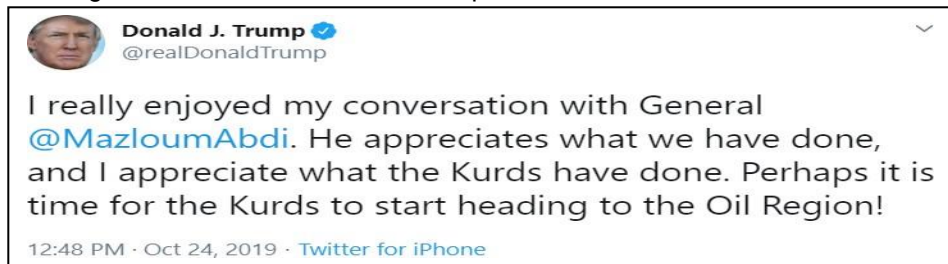 Donald J. Trump
@realDonaldTrump
I really enjoyed my conversation with General
@MazloumAbdi. He appreciates what we have done,
and I appreciate what the Kurds have done. Perhaps it is
time for the Kurds to start heading to the Oil Region!
12:48 PM · Oct 24, 2019 · Twitter for iPhone